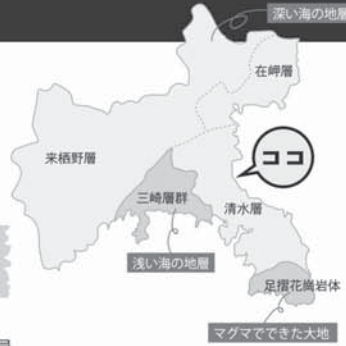 深い海の地層
在岬層
ココ
来栖野層
三崎層群
清水層
浅い海の地層
足摺花崗岩体
マグマでできた大地